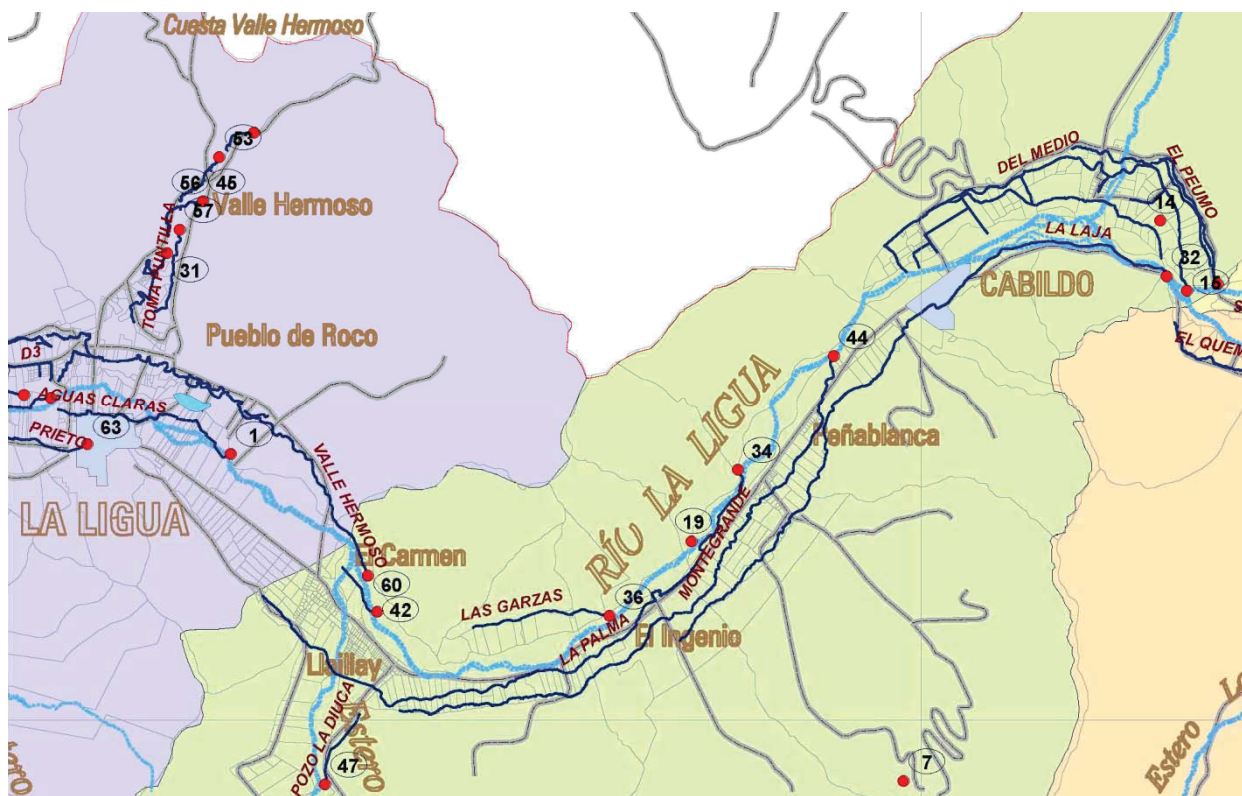 Cuesta Valle Hermoso
53
56
45
57
Valle Hermoso
TOMA PUNTILLA
31
Pueblo de Roco
D3
AGUAS CLARAS
63
PRIETO
1
VALLE HERMOSO
LA LIGUA
El Carmen
60
42
LAS GARZAS
36
LA PALMA
El Ingenio
Llaillay
POZO LA DIUCA
Estero
47
7
RÍO LA LIGUA
19
34
MONTEGRANDE
Peñablanca
44
CABILDO
DEL MEDIO
EL PEUMO
14
LA LAJA
32
15
S
EL QUEM
Estero